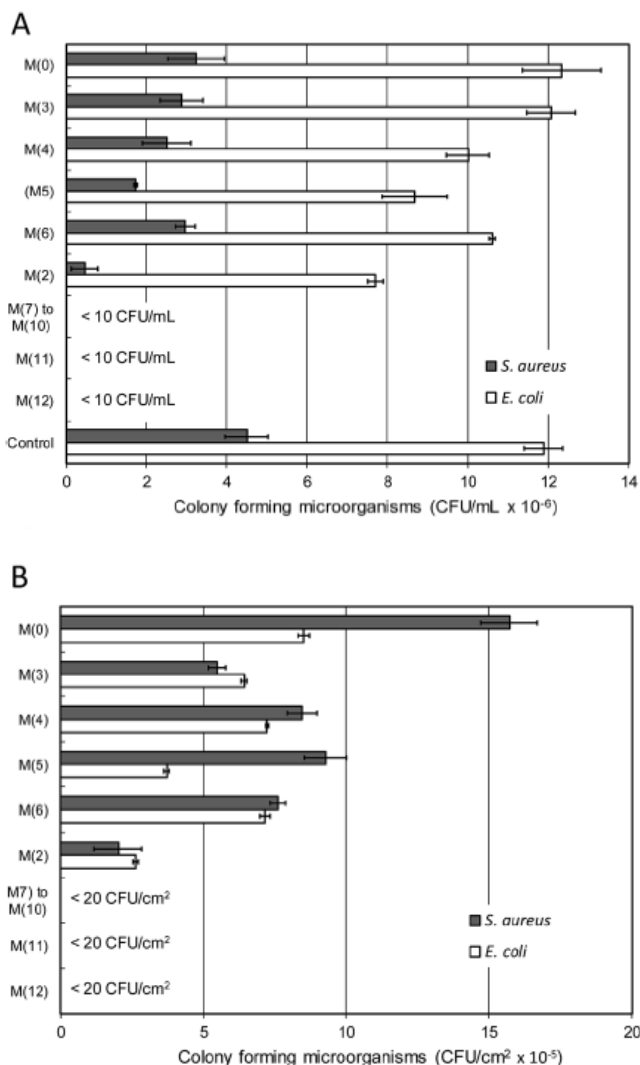 A
M(0)
M(3)
M(4)
(M5)
M(6)
M(2)
M(7) to
M(10)
< 10 CFU/mL
M(11)
< 10 CFU/mL
M(12)
< 10 CFU/mL
S. aureus
E. coli
Control
0 2 4 6 8 10 12 14
Colony forming microorganisms (CFU/mL x 10⁻⁶)
B
M(0)
M(3)
M(4)
M(5)
M(6)
M(2)
M7) to
M(10)
< 20 CFU/cm²
M(11)
< 20 CFU/cm²
M(12)
< 20 CFU/cm²
S. aureus
E. coli
0 5 10 15 20
Colony forming microorganisms (CFU/cm² x 10⁻⁵)